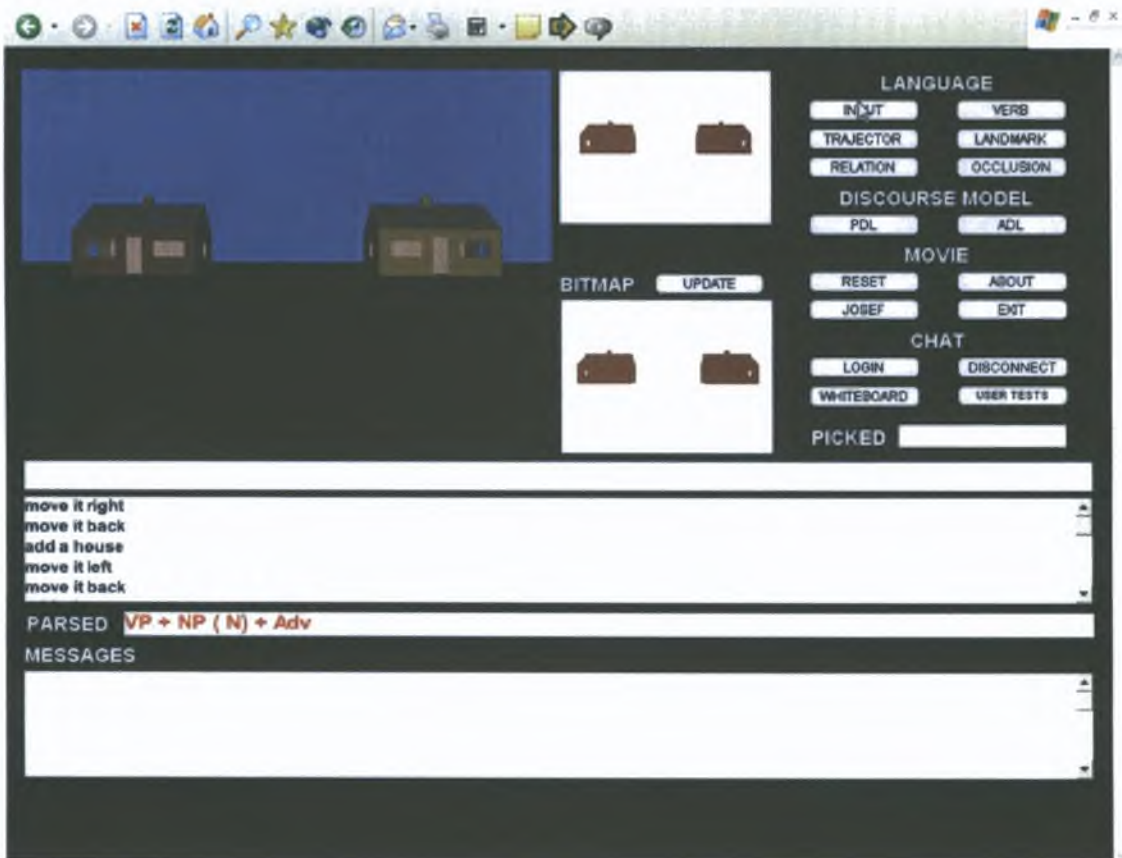 LANGUAGE
INPUT VERB
TRAJECTOR LANDMARK
RELATION OCCLUSION
DISCOURSE MODEL
PDL ADL
MOVIE
BITMAP UPDATE RESET ABOUT
JOSEF EXIT
CHAT
LOGIN DISCONNECT
WHITEBOARD USER TESTS
PICKED
move it right
move it back
add a house
move it left
move it back
PARSED VP + NP ( N) + Adv
MESSAGES